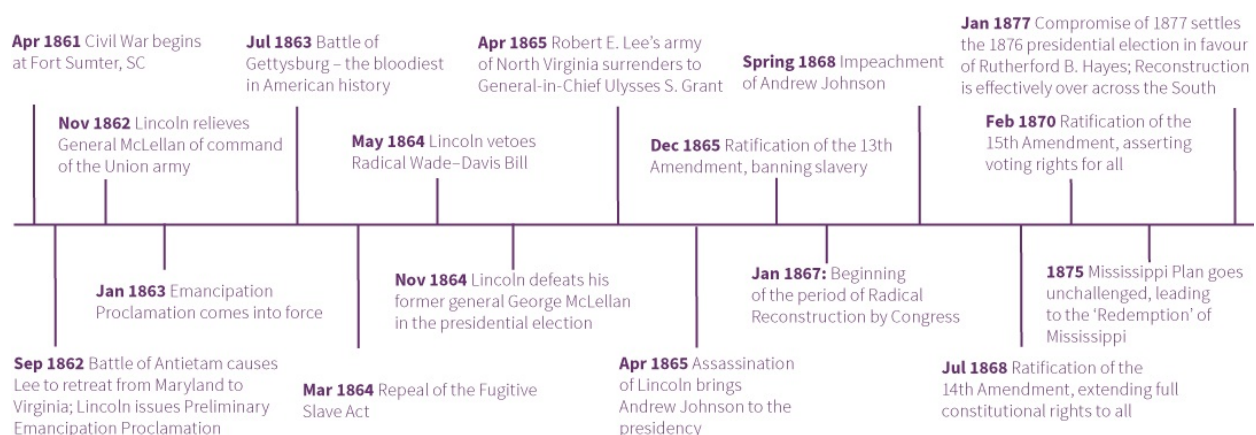 Apr 1861 Civil War begins
at Fort Sumter, SC
Jul 1863 Battle of
Gettysburg – the bloodiest
in American history
Apr 1865 Robert E. Lee's army
of North Virginia surrenders to
General-in-Chief Ulysses S. Grant
Spring 1868 Impeachment
of Andrew Johnson
Jan 1877 Compromise of 1877 settles
the 1876 presidential election in favour
of Rutherford B. Hayes; Reconstruction
is effectively over across the South
Nov 1862 Lincoln relieves
General McLellan of command
of the Union army
May 1864 Lincoln vetoes
Radical Wade–Davis Bill
Dec 1865 Ratification of the 13th
Amendment, banning slavery
Feb 1870 Ratification of the
15th Amendment, asserting
voting rights for all
Jan 1863 Emancipation
Proclamation comes into force
Nov 1864 Lincoln defeats his
former general George McLellan
in the presidential election
Jan 1867: Beginning
of the period of Radical
Reconstruction by Congress
1875 Mississippi Plan goes
unchallenged, leading
to the 'Redemption' of
Mississippi
Sep 1862 Battle of Antietam causes
Lee to retreat from Maryland to
Virginia; Lincoln issues Preliminary
Emancipation Proclamation
Mar 1864 Repeal of the Fugitive
Slave Act
Apr 1865 Assassination
of Lincoln brings
Andrew Johnson to the
presidency
Jul 1868 Ratification of the
14th Amendment, extending full
constitutional rights to all